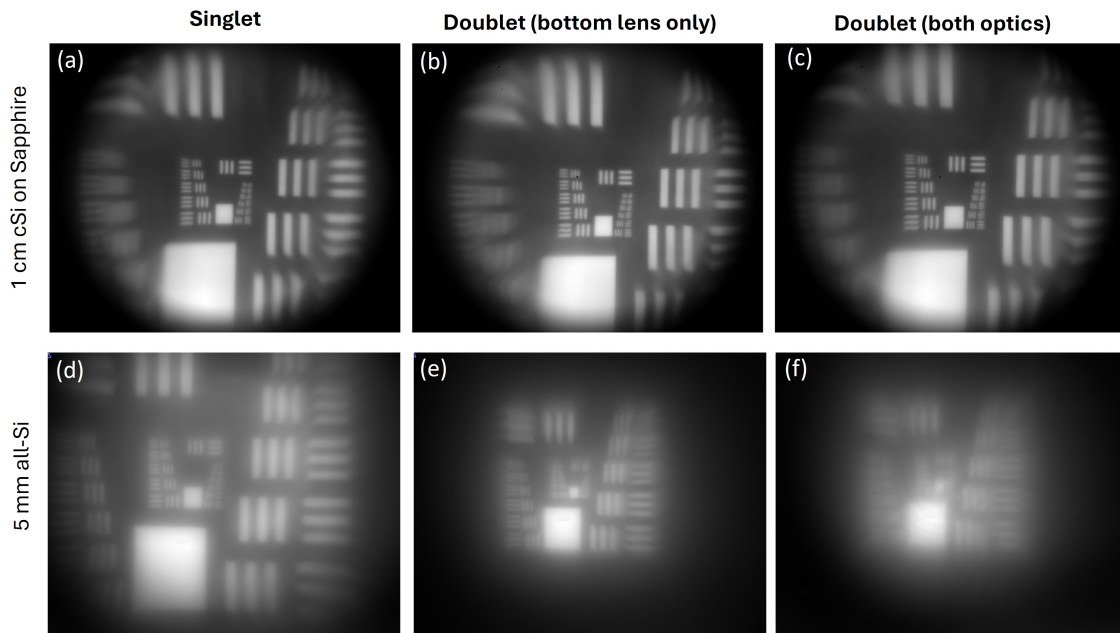 Singlet
Doublet (bottom lens only)
Doublet (both optics)
1 cm cSi on Sapphire
(a)
(b)
(c)
5 mm all-Si
(d)
(e)
(f)